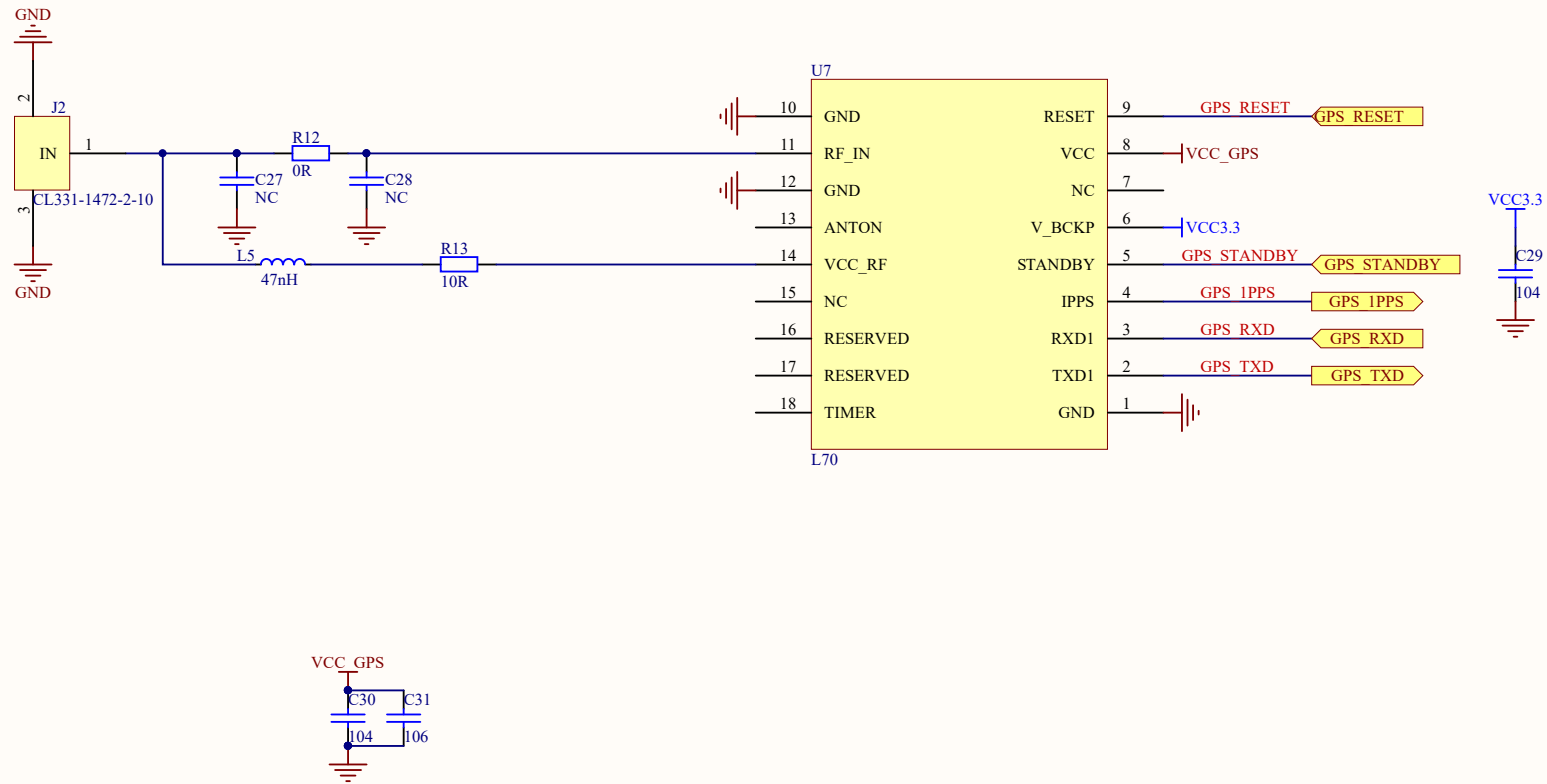 GND
2
J2
IN
1
3
CL331-1472-2-10
GND
R12
0R
C27
NC
C28
NC
L5
47nH
R13
10R
U7
10
GND
RESET
9
GPS_RESET
GPS_RESET
11
RF_IN
VCC
8
VCC_GPS
12
GND
NC
7
13
ANTON
V_BCKP
6
VCC3.3
14
VCC_RF
STANDBY
5
GPS_STANDBY
GPS_STANDBY
15
NC
IPPS
4
GPS_1PPS
GPS_1PPS
16
RESERVED
RXD1
3
GPS_RXD
GPS_RXD
17
RESERVED
TXD1
2
GPS_TXD
GPS_TXD
18
TIMER
GND
1
L70
VCC3.3
C29
104
VCC_GPS
C30
104
C31
106